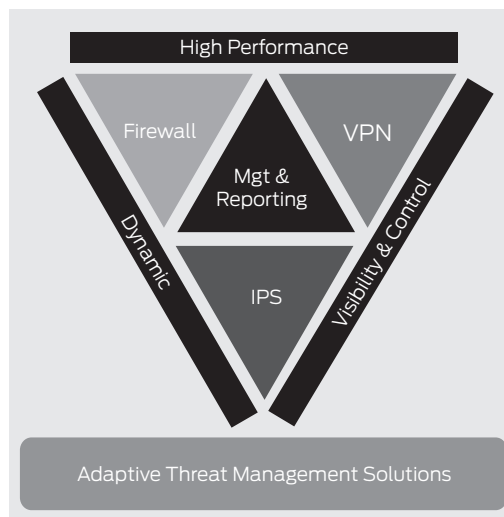 High Performance
Firewall
VPN
Mgt &
Reporting
Dynamic
Visibility & Control
IPS
Adaptive Threat Management Solutions